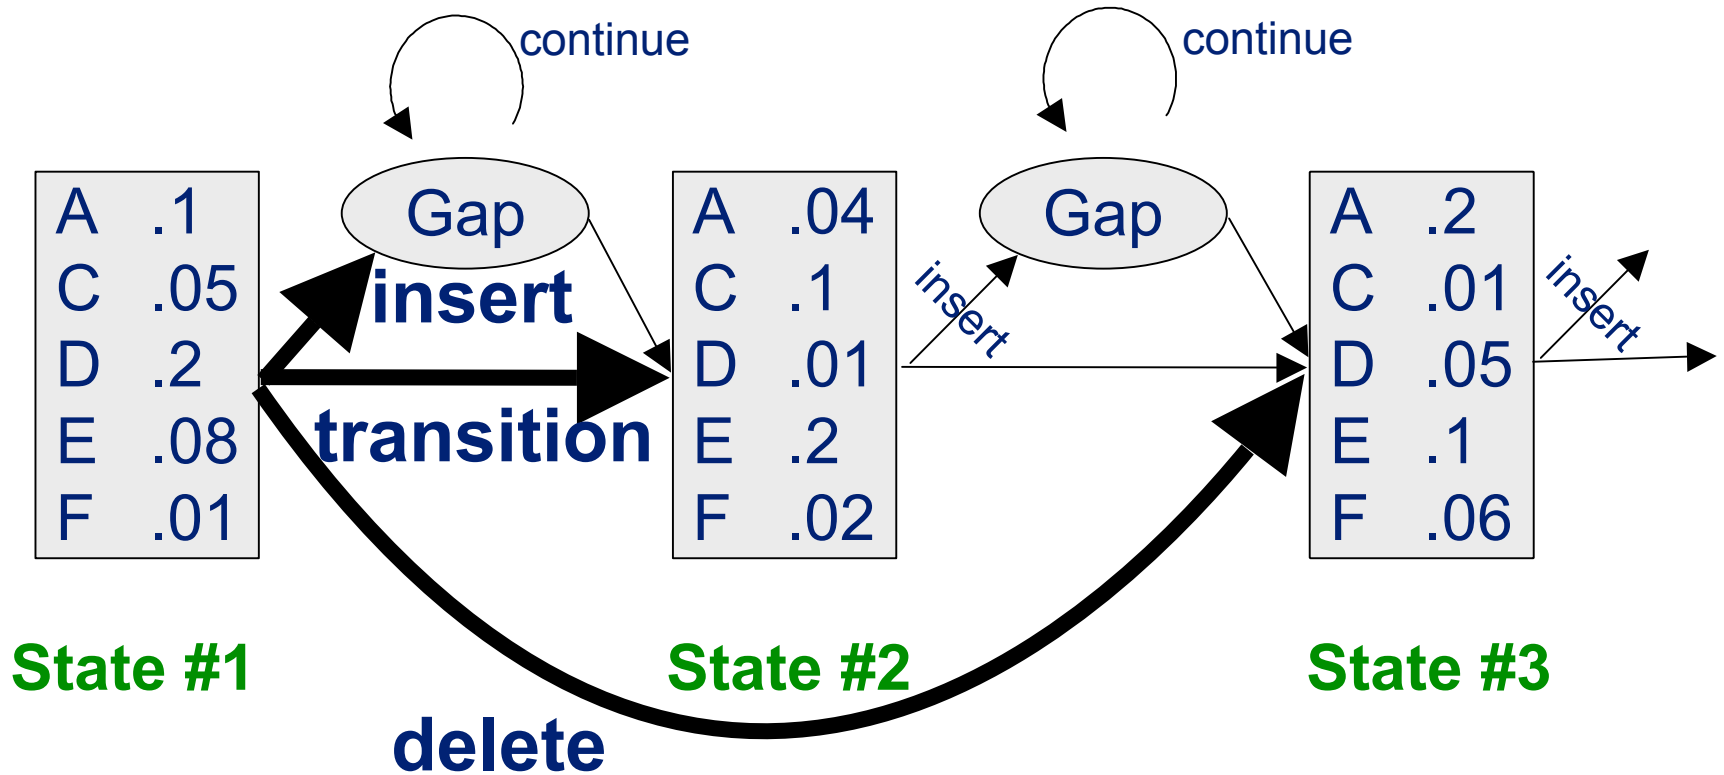 continue
continue
Gap
Gap
A .1
C .05
D .2
E .08
F .01
insert
transition
A .04
C .1
D .01
E .2
F .02
insert
A .2
C .01
D .05
E .1
F .06
insert
State #1
State #2
State #3
delete